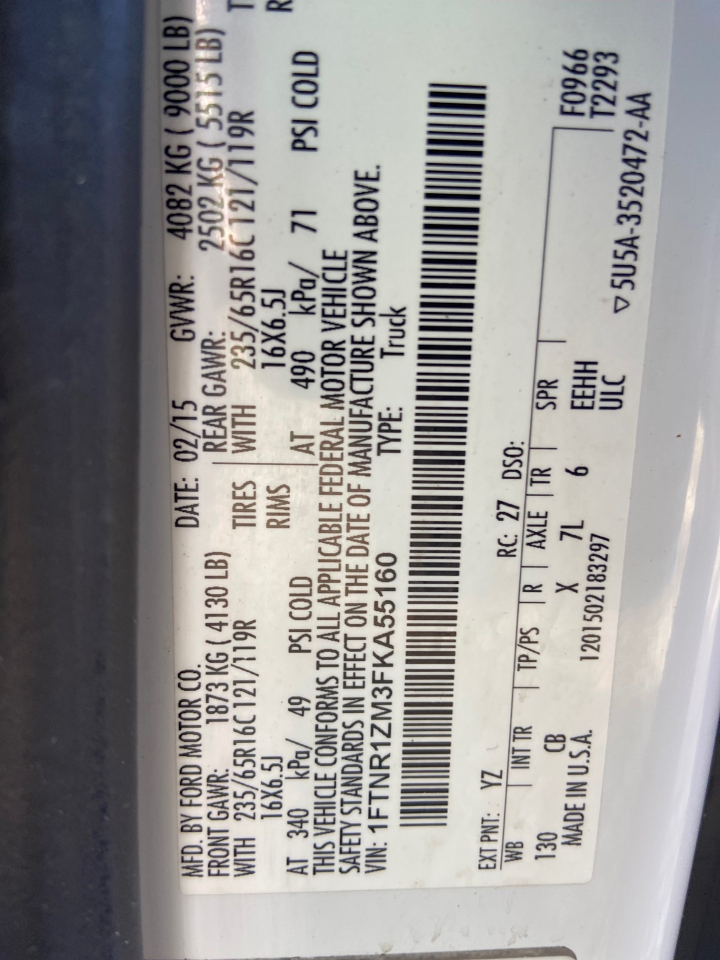 MFD. BY FORD MOTOR CO. DATE: 02/15 GVWR: 4082 KG ( 9000 LB)
FRONT GAWR: 1873 KG ( 4130 LB) REAR GAWR: 2502 KG ( 5515 LB)
WITH 235/65R16C 121/119R TIRES WITH 235/65R16C 121/119R T
16X6.5J RIMS 16X6.5J R
AT 340 kPa/ 49 PSI COLD AT 490 kPa/ 71 PSI COLD
THIS VEHICLE CONFORMS TO ALL APPLICABLE FEDERAL MOTOR VEHICLE
SAFETY STANDARDS IN EFFECT ON THE DATE OF MANUFACTURE SHOWN ABOVE.
VIN: 1FTNR1ZM3FKA55160 TYPE: Truck
EXT PNT: YZ RC: 27 DSO: F0966
WB INT TR TP/PS R AXLE TR SPR T2293
130 CB X 7L 6 EEHH
MADE IN U.S.A. 1201502183297 ULC ▽5U5A-3520472-AA